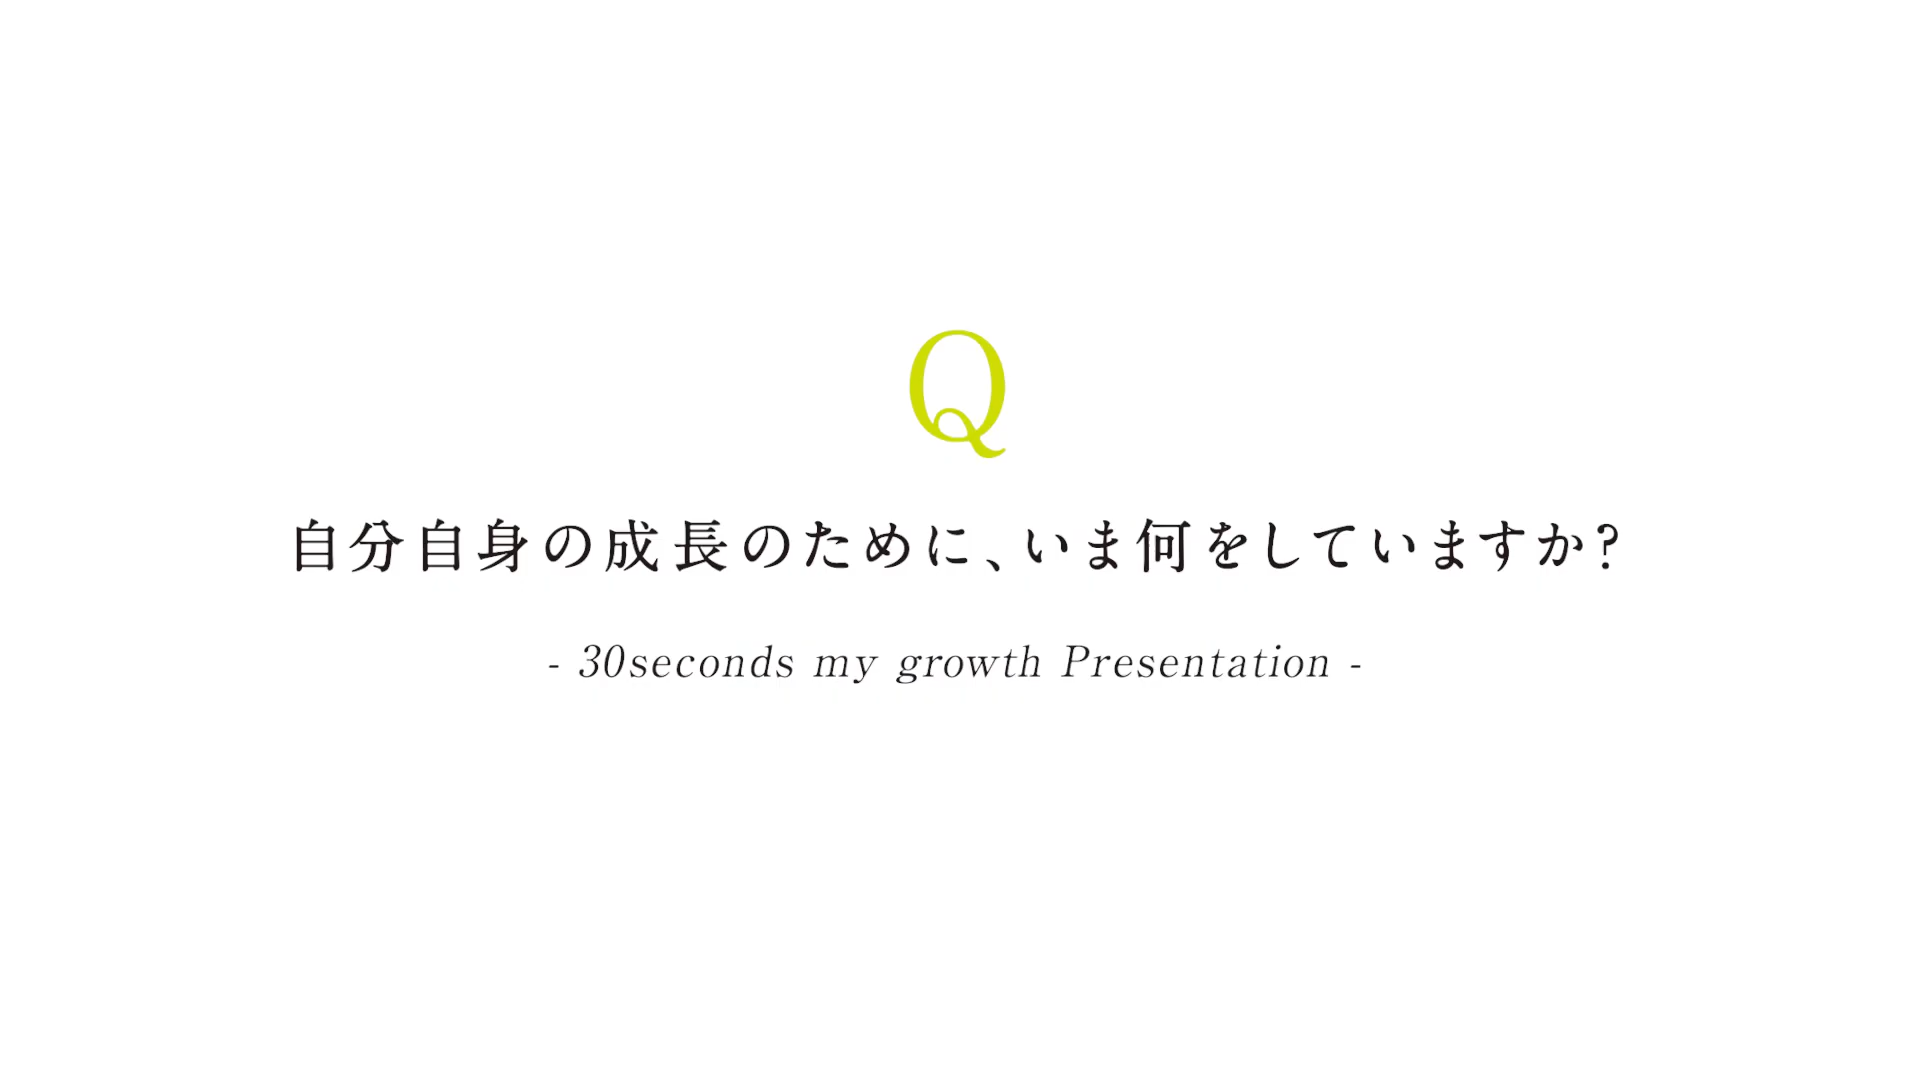 Q
自分自身の成長のために、いま何をしていますか?
- 30seconds my growth Presentation -